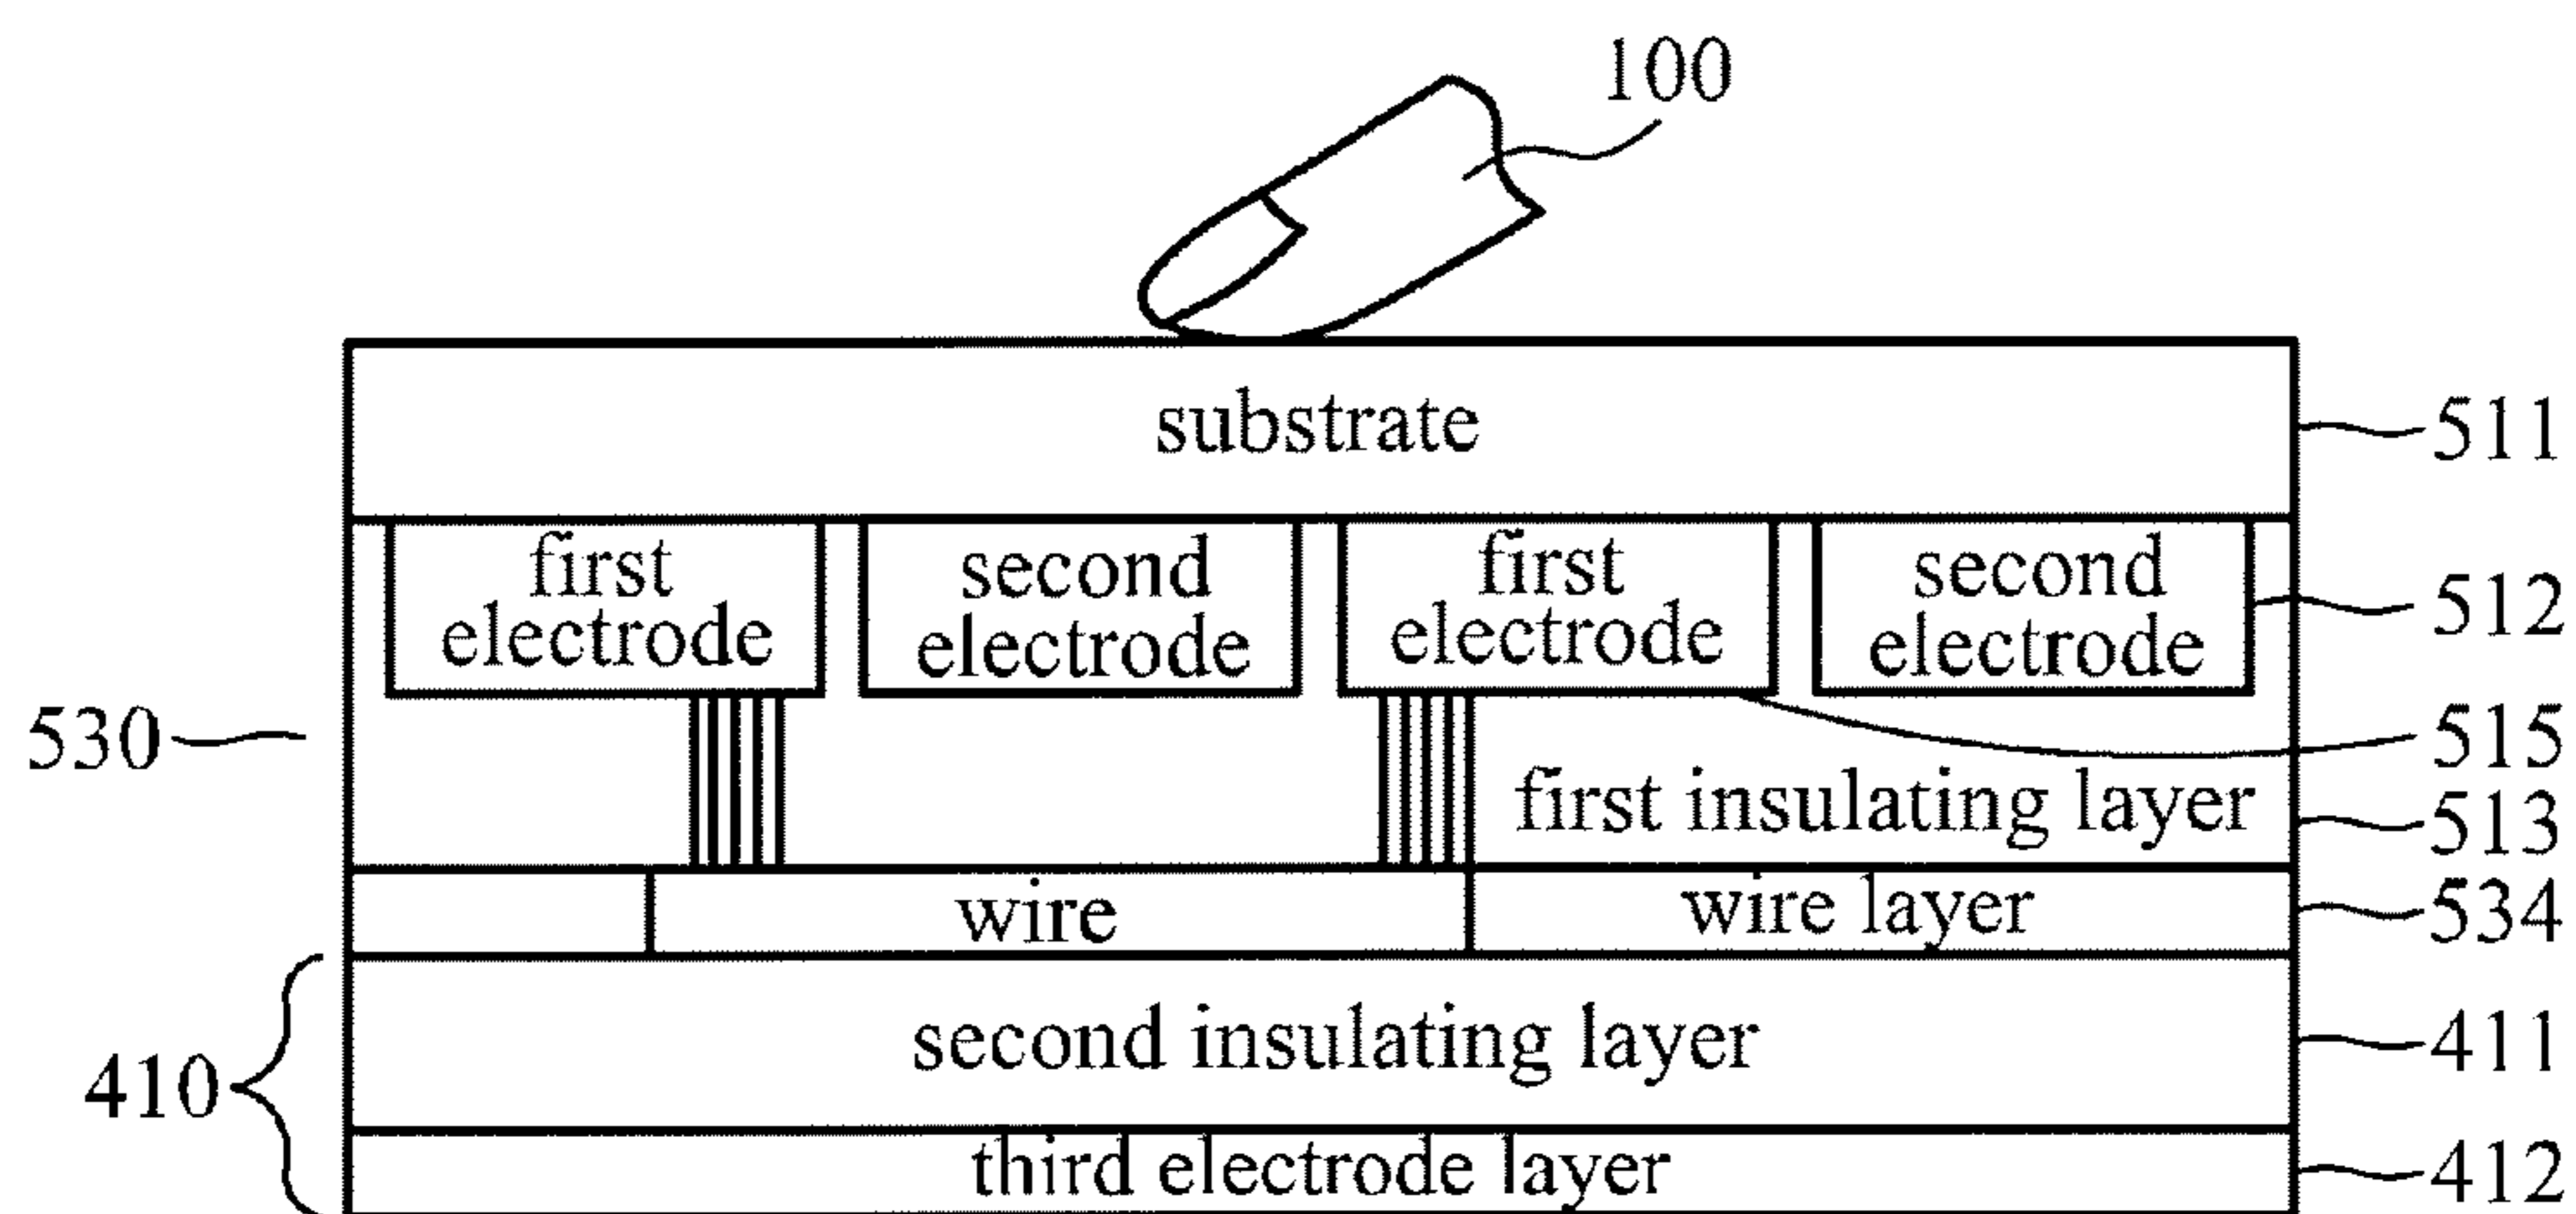 100
substrate
511
first
electrode
second
electrode
first
electrode
second
electrode
512
530
515
first insulating layer
513
wire
wire layer
534
410
second insulating layer
411
third electrode layer
412